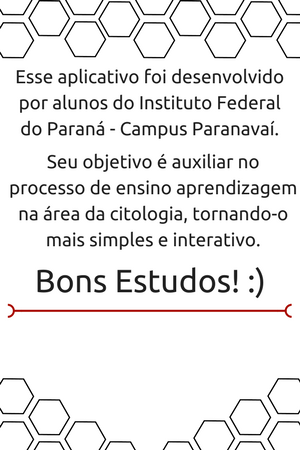 Esse aplicativo foi desenvolvido
por alunos do Instituto Federal
do Paraná - Campus Paranavaí.
Seu objetivo é auxiliar no
processo de ensino aprendizagem
na área da citologia, tornando-o
mais simples e interativo.
Bons Estudos! :)